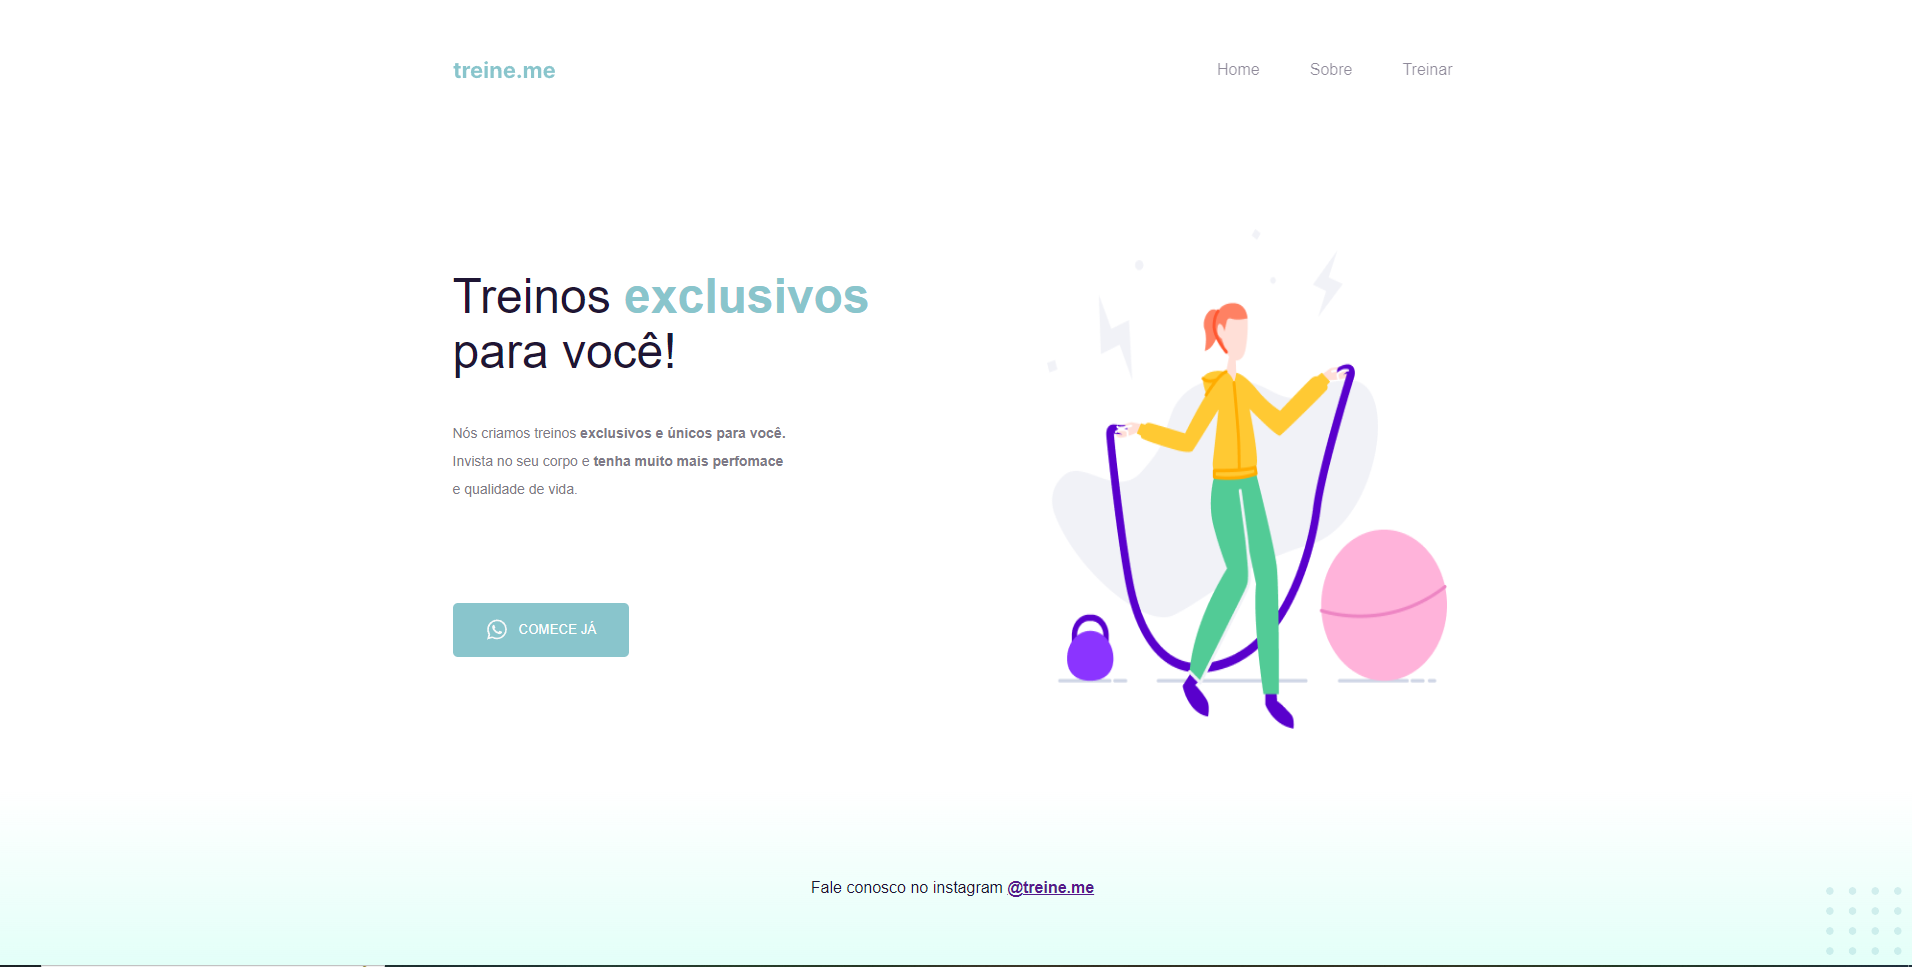 treine.me
Home
Sobre
Treinar
Treinos exclusivos
para você!
Nós criamos treinos exclusivos e únicos para você.
Invista no seu corpo e tenha muito mais perfomace
e qualidade de vida.
COMECE JÁ
Fale conosco no instagram @treine.me